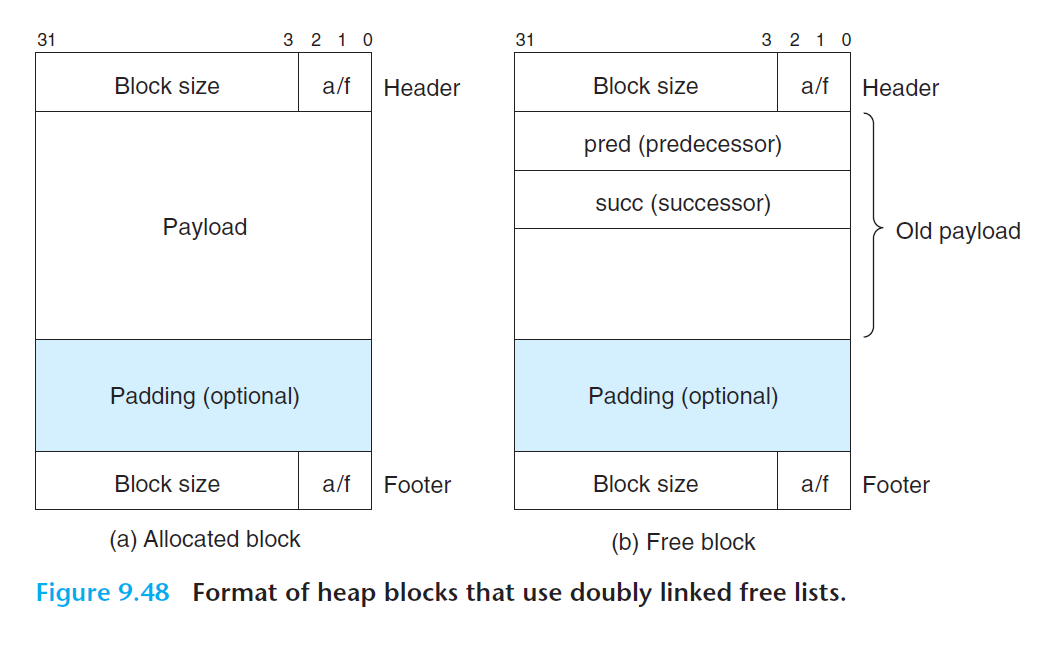 31 3 2 1 0
Block size a/f Header
Payload
Padding (optional)
Block size a/f Footer
(a) Allocated block
31 3 2 1 0
Block size a/f Header
pred (predecessor)
succ (successor)
Old payload
Padding (optional)
Block size a/f Footer
(b) Free block
Figure 9.48 Format of heap blocks that use doubly linked free lists.